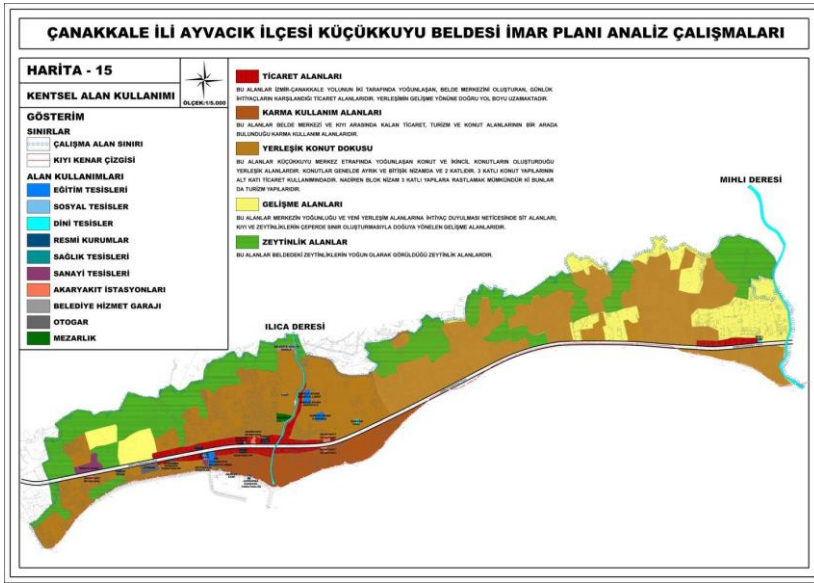 ÇANAKKALE İLİ AYVACIK İLÇESİ KÜÇÜKKUYU BELDESİ İMAR PLANI ANALİZ ÇALIŞMALARI
HARİTA - 15
KENTSEL ALAN KULLANIMI
ÖLÇEK:1/5.000
GÖSTERİM
SINIRLAR
ÇALIŞMA ALAN SINIRI
KIYI KENAR ÇİZGİSİ
ALAN KULLANIMLARI
EĞİTİM TESİSLERİ
SOSYAL TESİSLER
DİNİ TESİSLER
RESMİ KURUMLAR
SAĞLIK TESİSLERİ
SANAYİ TESİSLERİ
AKARYAKIT İSTASYONLARI
BELEDİYE HİZMET GARAJI
OTOGAR
MEZARLIK
TİCARET ALANLARI
BU ALANLAR İZMİR-ÇANAKKALE YOLUNUN İKİ TARAFINDA YOĞUNLAŞAN, BELDE MERKEZİNİ OLUŞTURAN, GÜNLÜK
İHTİYAÇLARIN KARŞILANDIĞI TİCARET ALANLARIDIR. YERLEŞİMİN GELİŞME YÖNÜNE DOĞRU YOL BOYU UZAMAKTADIR.
KARMA KULLANIM ALANLARI
BU ALANLAR BELDE MERKEZİ VE KIYI ARASINDA KALAN TİCARET, TURİZM VE KONUT ALANLARININ BİR ARADA
BULUNDUĞU KARMA KULLANIM ALANLARIDIR.
YERLEŞİK KONUT DOKUSU
BU ALANLAR KÜÇÜKKUYU MERKEZ ETRAFINDA YOĞUNLAŞAN KONUT VE İKİNCİL KONUTLARIN OLUŞTURDUĞU
YERLEŞİK ALANLARDIR. KONUTLAR GENELDE AYRIK VE BİTİŞİK NİZAMDA VE 2 KATLIDIR. 3 KATLI KONUT YAPILARININ
ALT KATI TİCARET KULLANIMINDADIR. NADİREN BLOK NİZAM 3 KATLI YAPILARA RASTLAMAK MÜMKÜNDÜR Kİ BUNLAR
DA TURİZM YAPILARIDIR.
GELİŞME ALANLARI
BU ALANLAR MERKEZİN YOĞUNLUĞU VE YENİ YERLEŞİM ALANLARINA İHTİYAÇ DUYULMASI NETİCESİNDE SİT ALANLARI,
KIYI VE ZEYTİNLİKLERİN ÇEPERDE SINIR OLUŞTURMASIYLA DOĞUYA YÖNELEN GELİŞME ALANLARIDIR.
ZEYTİNLİK ALANLAR
BU ALANLAR BELDEDEKİ ZEYTİNLİKLERİN YOĞUN OLARAK GÖRÜLDÜĞÜ ZEYTİNLİK ALANLARIDIR.
MIHLI DERESİ
ILICA DERESİ